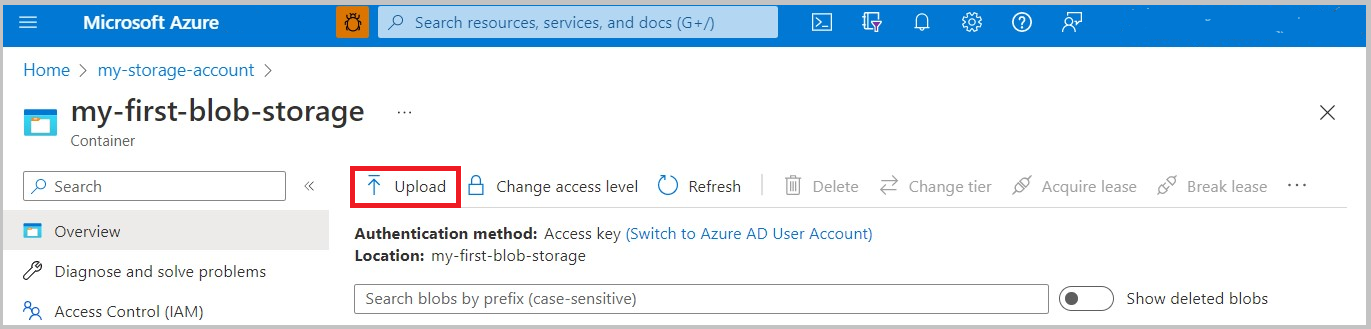 Microsoft Azure
Search resources, services, and docs (G+/)
Home > my-storage-account >
my-first-blob-storage ...
Container
Search
«
Upload Change access level Refresh Delete Change tier Acquire lease Break lease ...
Overview
Authentication method: Access key (Switch to Azure AD User Account)
Location: my-first-blob-storage
Diagnose and solve problems
Search blobs by prefix (case-sensitive)
Show deleted blobs
Access Control (IAM)